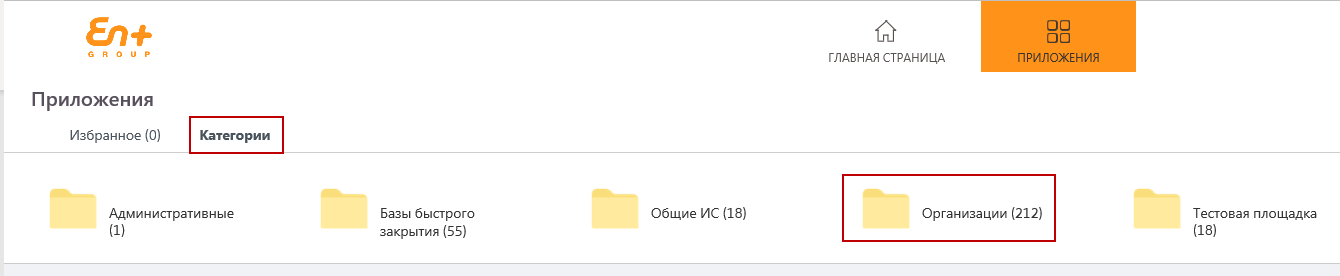 En+
GROUP
ГЛАВНАЯ СТРАНИЦА
ПРИЛОЖЕНИЯ
Приложения
Избранное (0)
Категории
Административные
(1)
Базы быстрого
закрытия (55)
Общие ИС (18)
Организации (212)
Тестовая площадка
(18)